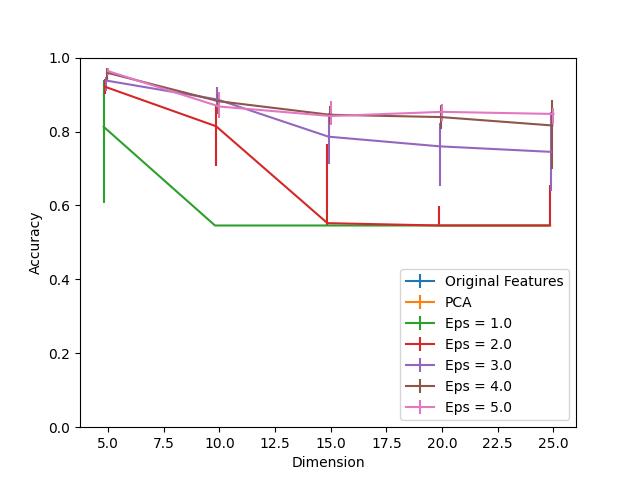 1.0
0.8
0.6
0.4
0.2
0.0
Accuracy
Original Features
PCA
Eps = 1.0
Eps = 2.0
Eps = 3.0
Eps = 4.0
Eps = 5.0
5.0 7.5 10.0 12.5 15.0 17.5 20.0 22.5 25.0
Dimension